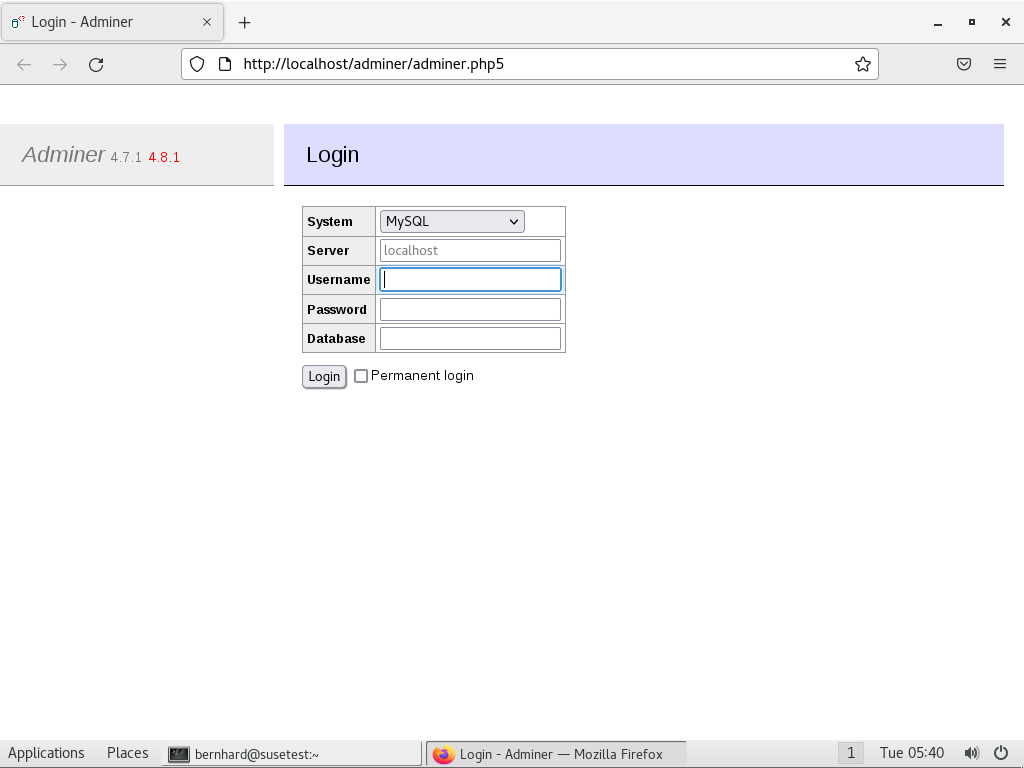 Login - Adminer
http://localhost/adminer/adminer.php5
Adminer 4.7.1 4.8.1
Login
System MySQL
Server localhost
Username
Password
Database
Login Permanent login
Applications Places bernhard@susetest:~ Login - Adminer — Mozilla Firefox 1 Tue 05:40